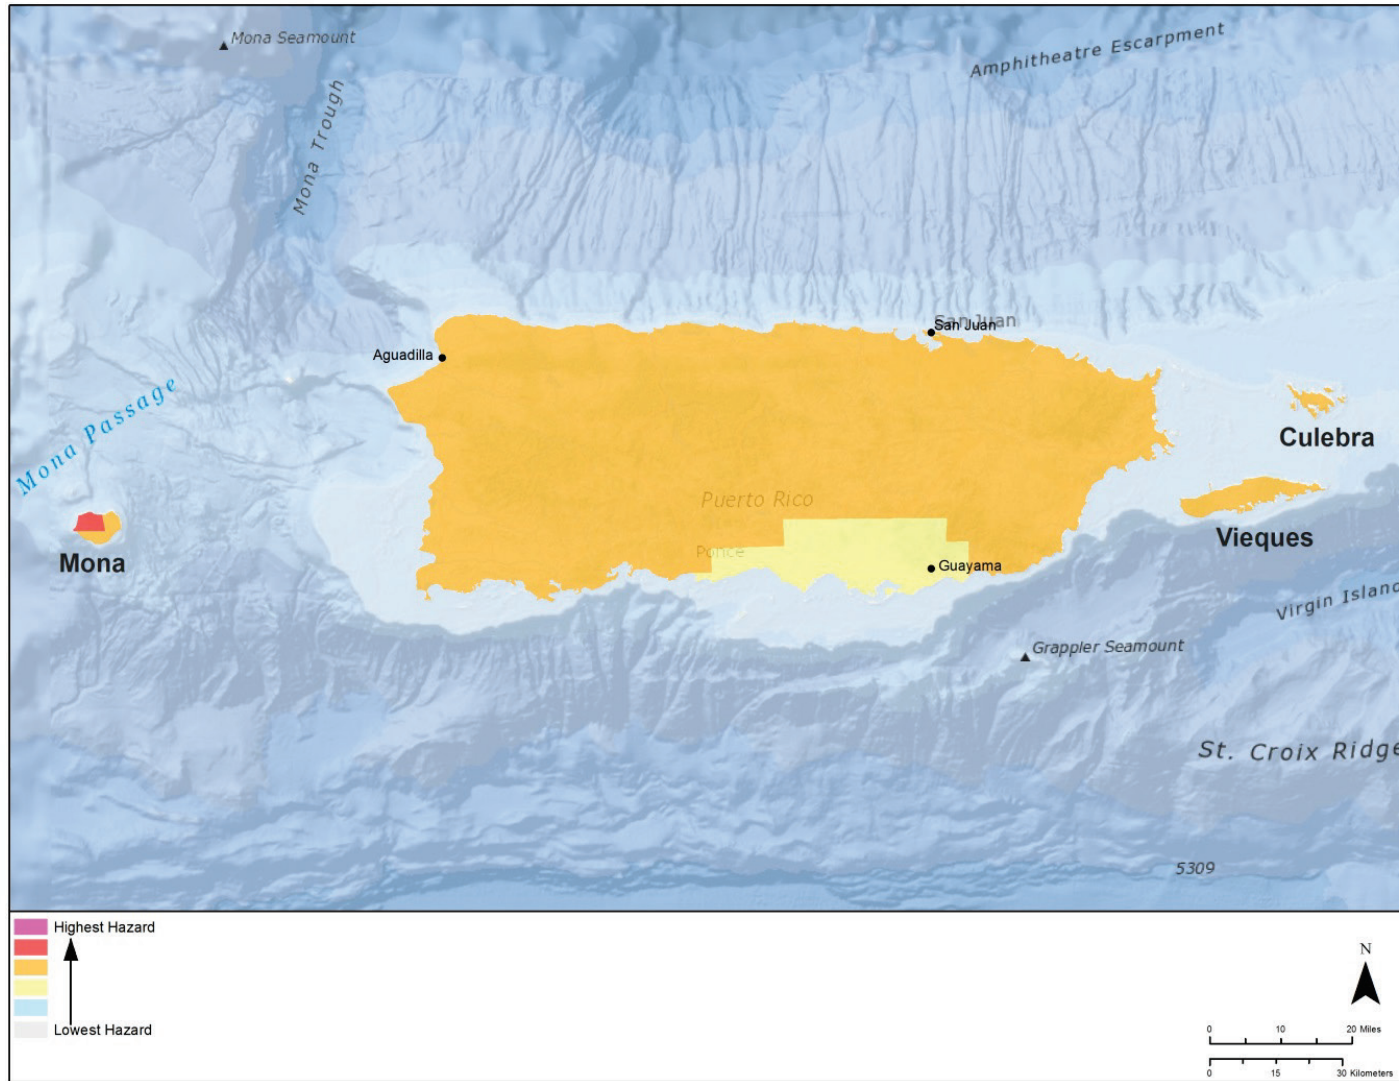 Mona Seamount
Amphitheatre Escarpment
Mona Trough
San Juan
San Juan
Aguadilla
Mona Passage
Culebra
Puerto Rico
Vieques
Mona
Ponce
Guayama
Virgin Island
Grappler Seamount
St. Croix Ridge
5309
Highest Hazard
Lowest Hazard
N
0 10 20 Miles
0 15 30 Kilometers